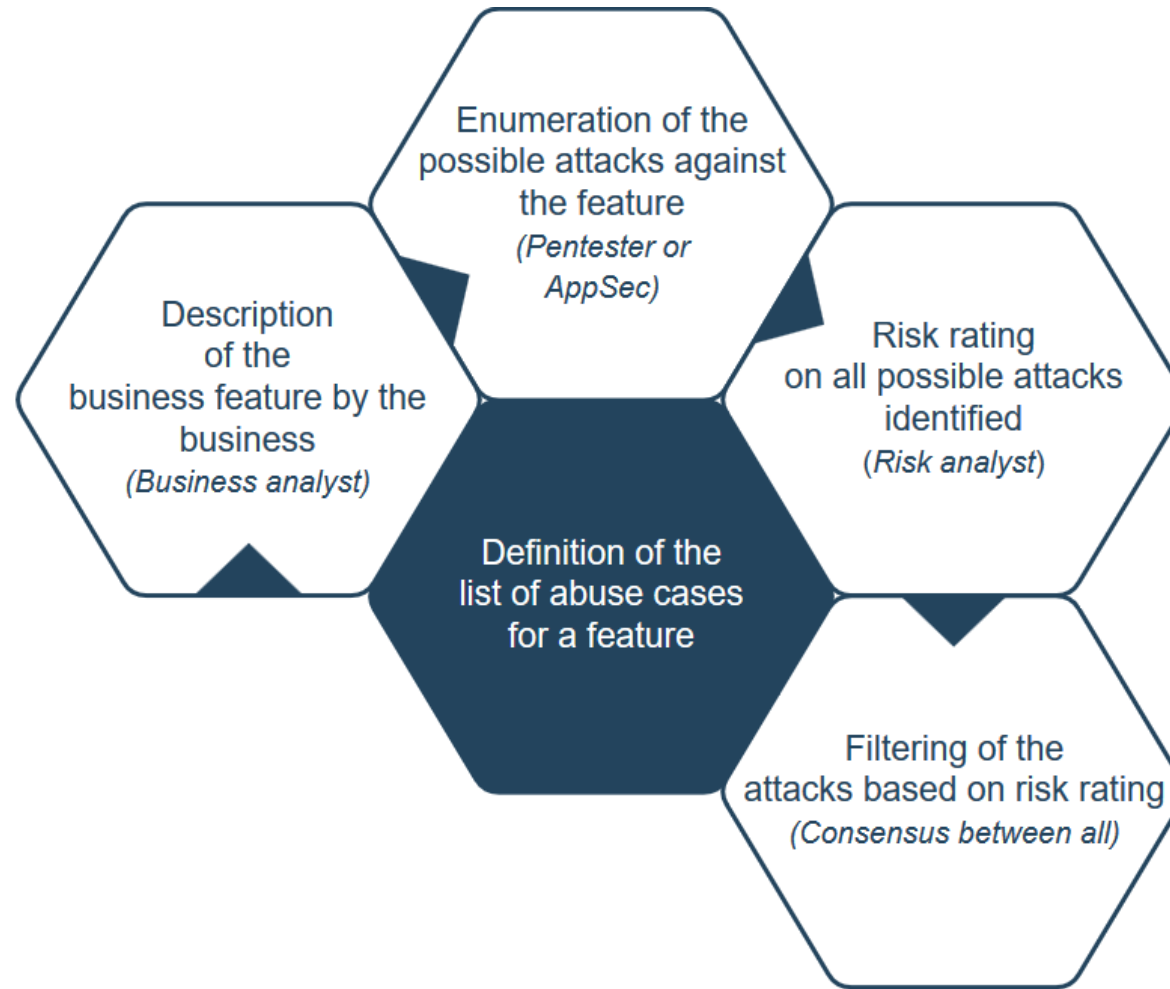 Enumeration of the
possible attacks against
the feature
(Pentester or
AppSec)
Description
of the
business feature by the
business
(Business analyst)
Risk rating
on all possible attacks
identified
(Risk analyst)
Definition of the
list of abuse cases
for a feature
Filtering of the
attacks based on risk rating
(Consensus between all)